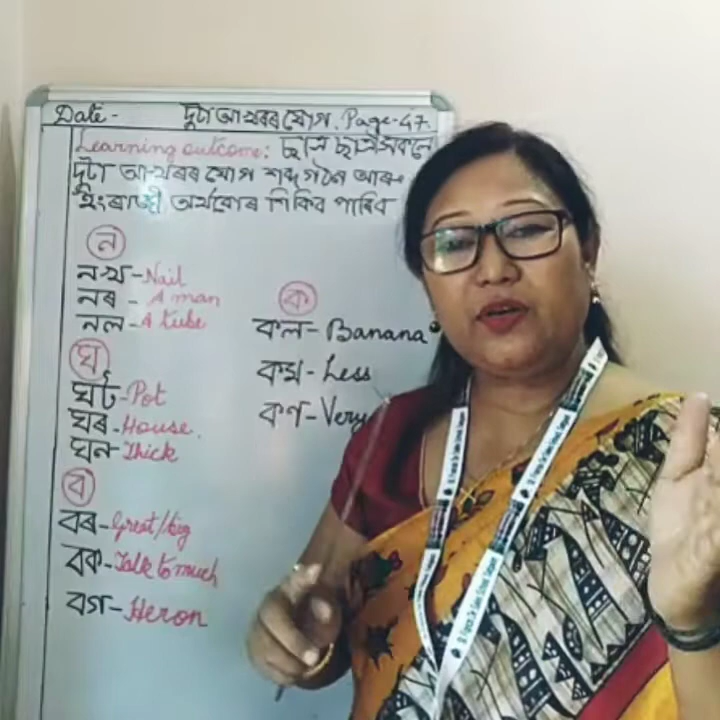 Date - দুটা আখৰৰ যোগ. Page-47.
Learning outcome: ছাত্ৰ ছাত্ৰীসকলে
দুটা আখৰৰ যোগ শব্দ গঠন আৰু
ইংৰাজী অৰ্থবোৰ শিকিব পাৰিব
ন
নখ - Nail
নৰ - A man
নল - A tube
ঘ
ঘট - Pot
ঘৰ - House.
ঘন - Thick
ব
বৰ - Great/big
বক - Talk to much
বগ - Heron
ক
কল - Banana
কম - Less
কণ - Very